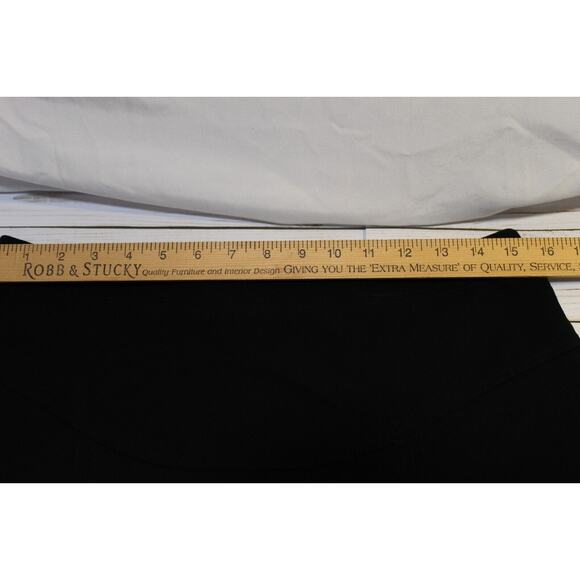 1 2 3 4 5 6 7 8 9 10 11 12 13 14 15 16
ROBB & STUCKY Quality Furniture and Interior Design GIVING YOU THE 'EXTRA MEASURE' OF QUALITY, SERVICE,